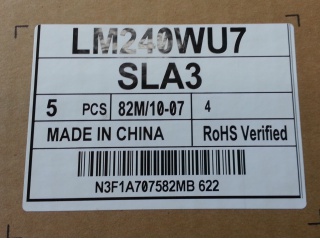 LM240WU7
SLA3
5 PCS 82M/10-07 4
MADE IN CHINA RoHS Verified
N3F1A707582MB 622